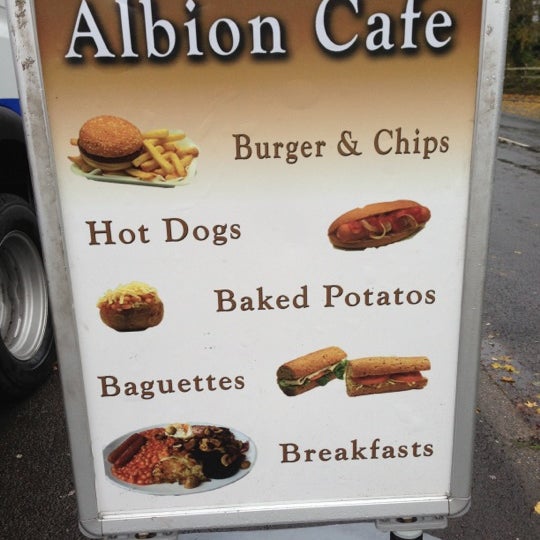 Albion Cafe
Burger & Chips
Hot Dogs
Baked Potatos
Baguettes
Breakfasts